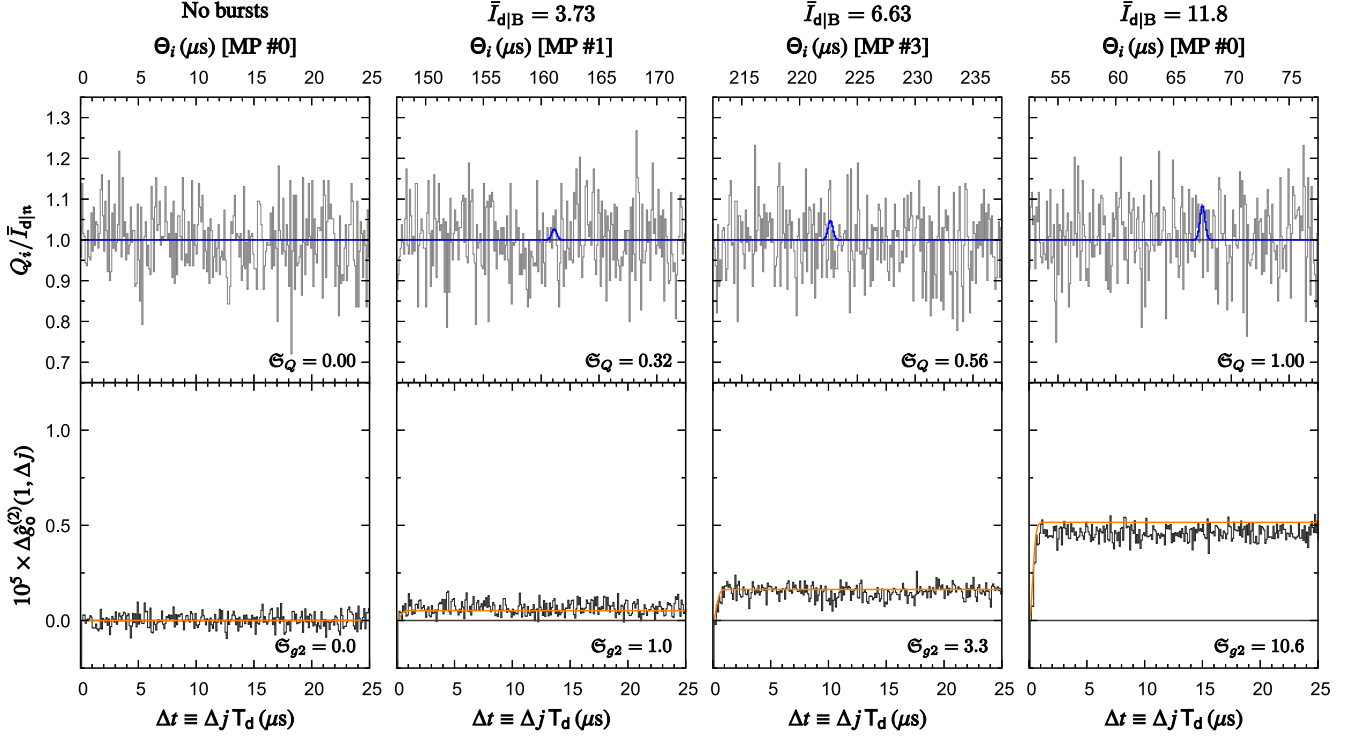 No bursts
Ī_d|B = 3.73
Ī_d|B = 6.63
Ī_d|B = 11.8
Θ_i (μs) [MP #0]
Θ_i (μs) [MP #1]
Θ_i (μs) [MP #3]
Θ_i (μs) [MP #0]
0 5 10 15 20 25
150 155 160 165 170
215 220 225 230 235
55 60 65 70 75
Q_i/Ī_d|n
1.3
1.2
1.1
1.0
0.9
0.8
0.7
𝔖_Q = 0.00
𝔖_Q = 0.32
𝔖_Q = 0.56
𝔖_Q = 1.00
10⁵ × Δĝ_o^(2)(1, Δj)
1.0
0.5
0.0
𝔖_g2 = 0.0
𝔖_g2 = 1.0
𝔖_g2 = 3.3
𝔖_g2 = 10.6
0 5 10 15 20 25
0 5 10 15 20 25
0 5 10 15 20 25
0 5 10 15 20 25
Δt ≡ Δj T_d (μs)
Δt ≡ Δj T_d (μs)
Δt ≡ Δj T_d (μs)
Δt ≡ Δj T_d (μs)